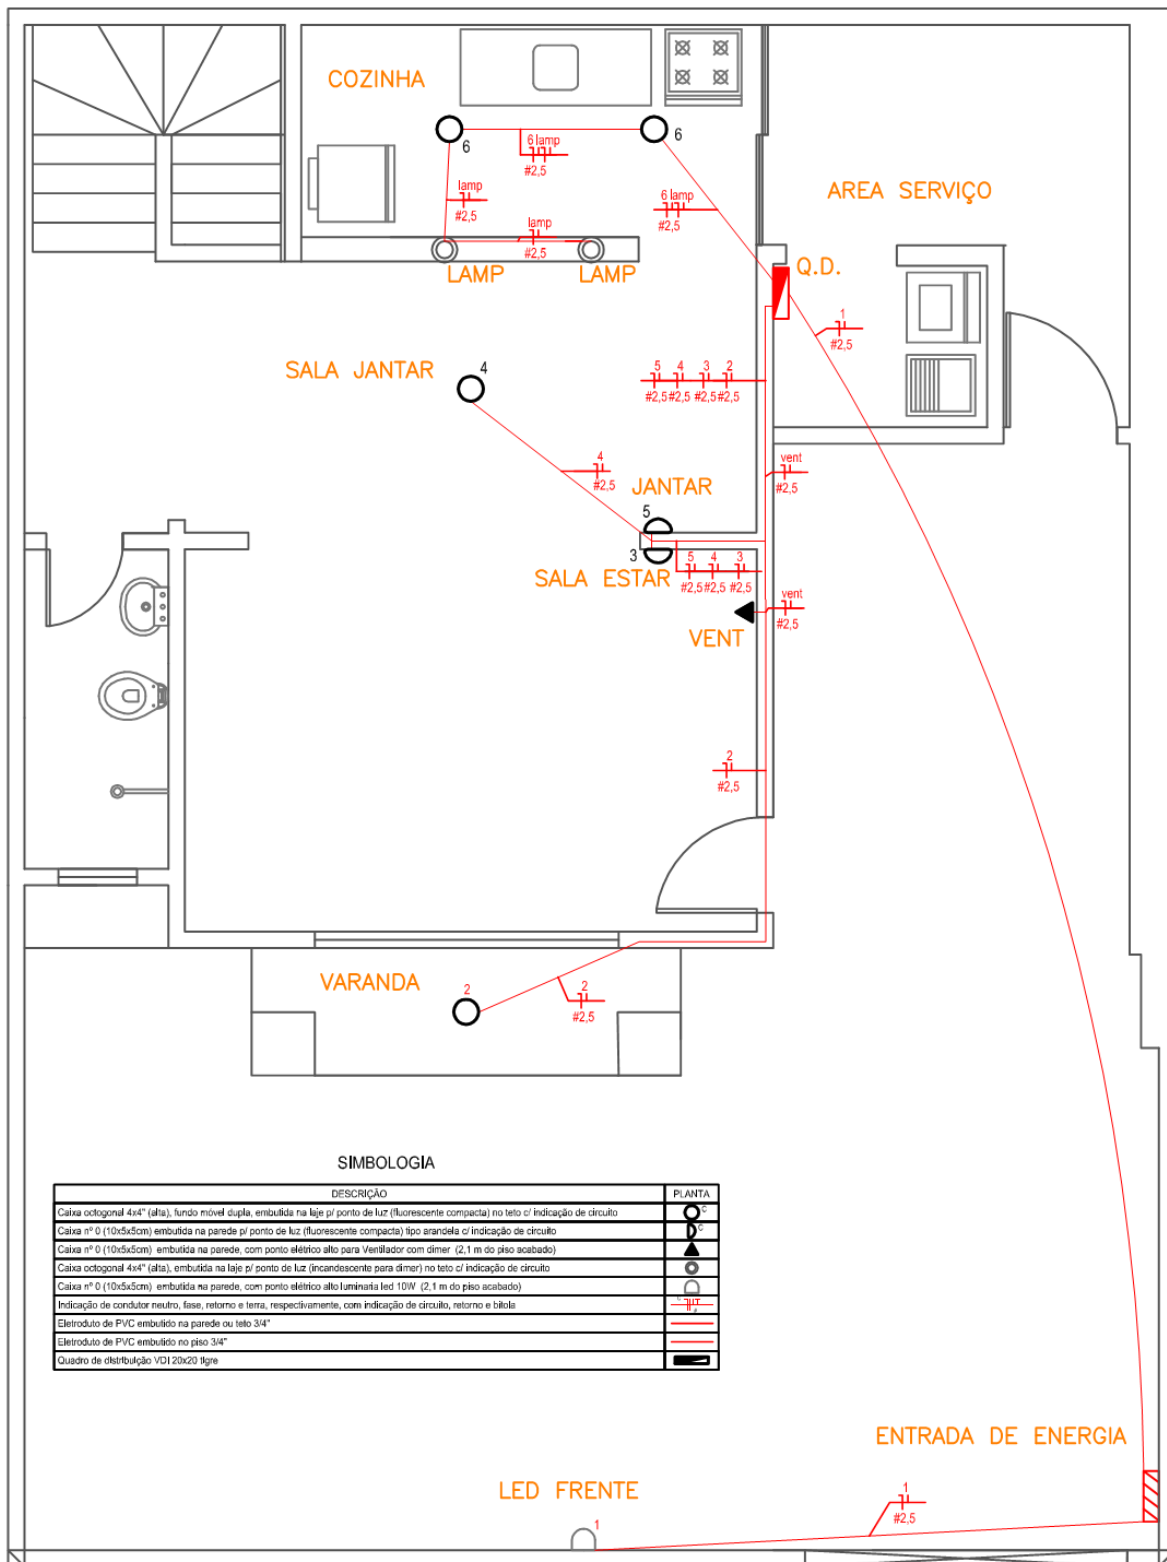 COZINHA
6
6 lamp
#2,5
6
lamp
#2,5
6 lamp
#2,5
AREA SERVIÇO
lamp
#2,5
LAMP
LAMP
Q.D.
1
#2,5
SALA JANTAR
4
5 4 3 2
#2,5 #2,5 #2,5 #2,5
4
#2,5
vent
#2,5
JANTAR
5
3
SALA ESTAR
5 4 3
#2,5 #2,5 #2,5
vent
#2,5
VENT
2
#2,5
VARANDA
2
2
#2,5
SIMBOLOGIA
DESCRIÇÃO PLANTA
Caixa octogonal 4x4" (alta), fundo móvel dupla, embutida na laje p/ ponto de luz (fluorescente compacta) no teto c/ indicação de circuito C
Caixa nº 0 (10x5x5cm) embutida na parede p/ ponto de luz (fluorescente compacta) tipo arandela c/ indicação de circuito C
Caixa nº 0 (10x5x5cm) embutida na parede, com ponto elétrico alto para Ventilador com dimer (2,1 m do piso acabado)
Caixa octogonal 4x4" (alta), embutida na laje p/ ponto de luz (incandescente para dimer) no teto c/ indicação de circuito
Caixa nº 0 (10x5x5cm) embutida na parede, com ponto elétrico alto luminaria led 10W (2,1 m do piso acabado)
Indicação de condutor neutro, fase, retorno e terra, respectivamente, com indicação de circuito, retorno e bitola
Eletroduto de PVC embutido na parede ou teto 3/4"
Eletroduto de PVC embutido no piso 3/4"
Quadro de distribuição VDI 20x20 tigre
ENTRADA DE ENERGIA
LED FRENTE
1
#2,5
1